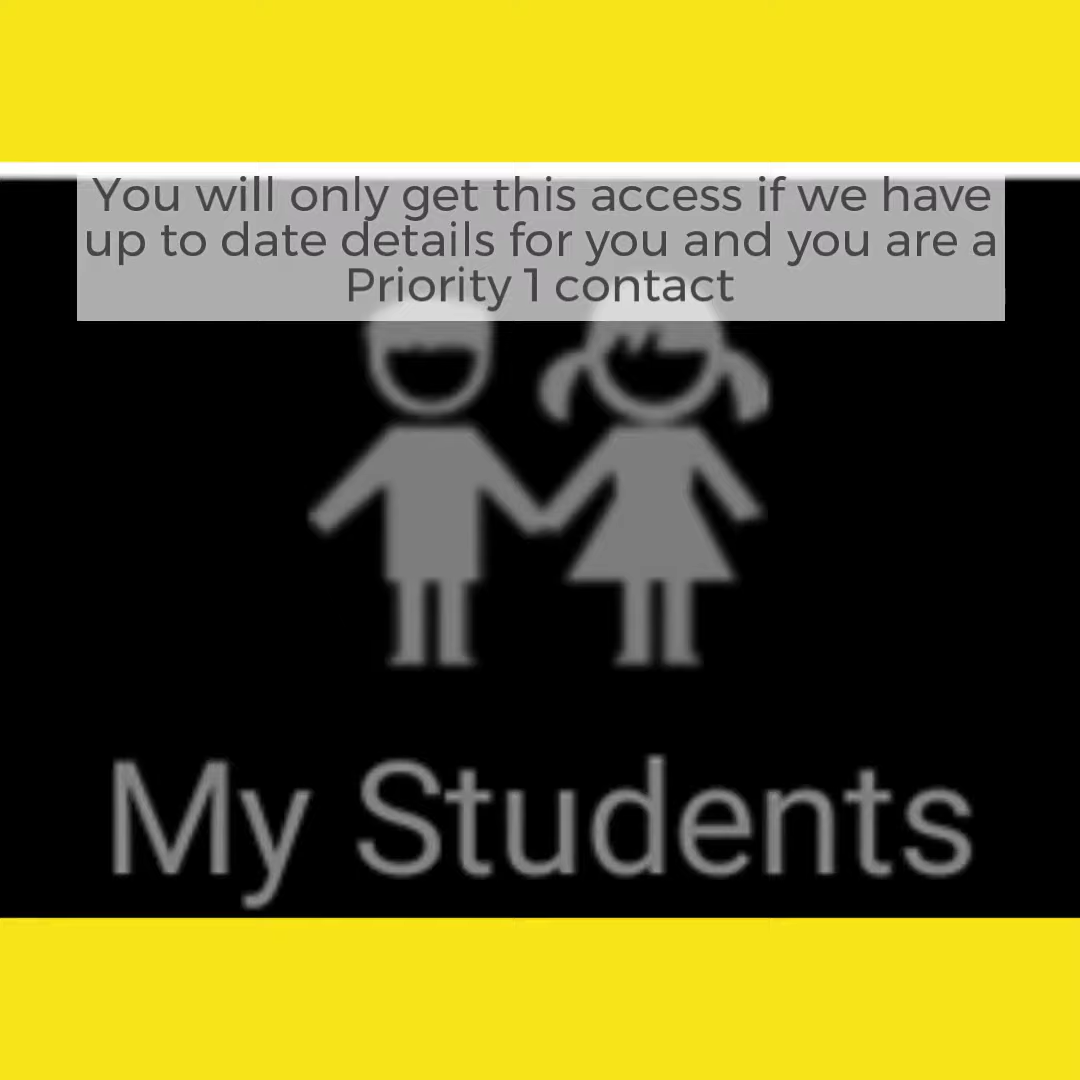 You will only get this access if we have
up to date details for you and you are a
Priority 1 contact
My Students